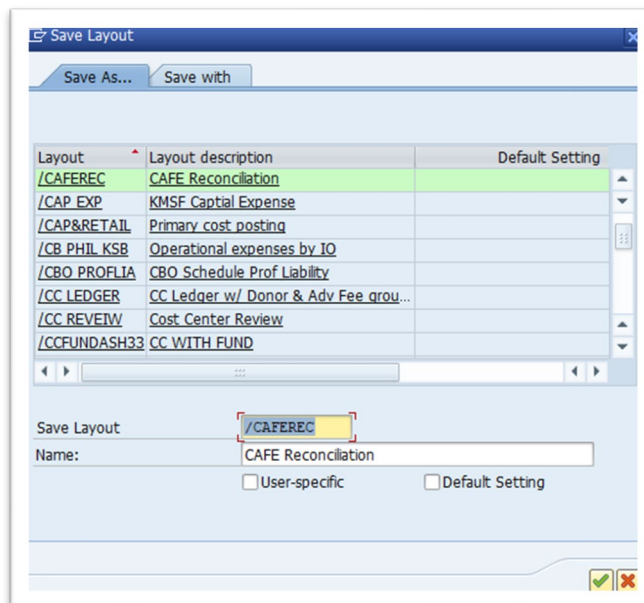 Save Layout
Save As... Save with
Layout Layout description Default Setting
/CAFEREC CAFE Reconciliation
/CAP EXP KMSF Captial Expense
/CAP&RETAIL Primary cost posting
/CB PHIL KSB Operational expenses by IO
/CBO PROFLIA CBO Schedule Prof Liability
/CC LEDGER CC Ledger w/ Donor & Adv Fee grou...
/CC REVEIW Cost Center Review
/CCFUNDASH33 CC WITH FUND
Save Layout /CAFEREC
Name: CAFE Reconciliation
User-specific Default Setting